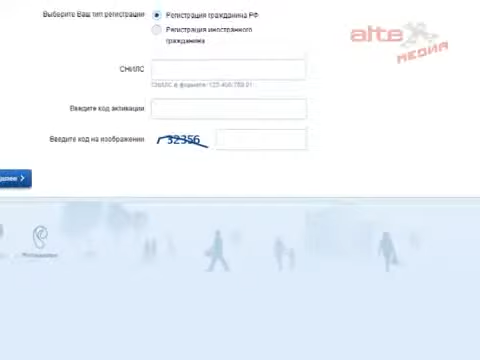 Выберите Ваш тип регистрации
Регистрация гражданина РФ
Регистрация иностранного
гражданина
СНИЛС
СНИЛС в формате: 123-456-789 01
Введите код активации
Введите код на изображении
32356
alte
МЕДИА